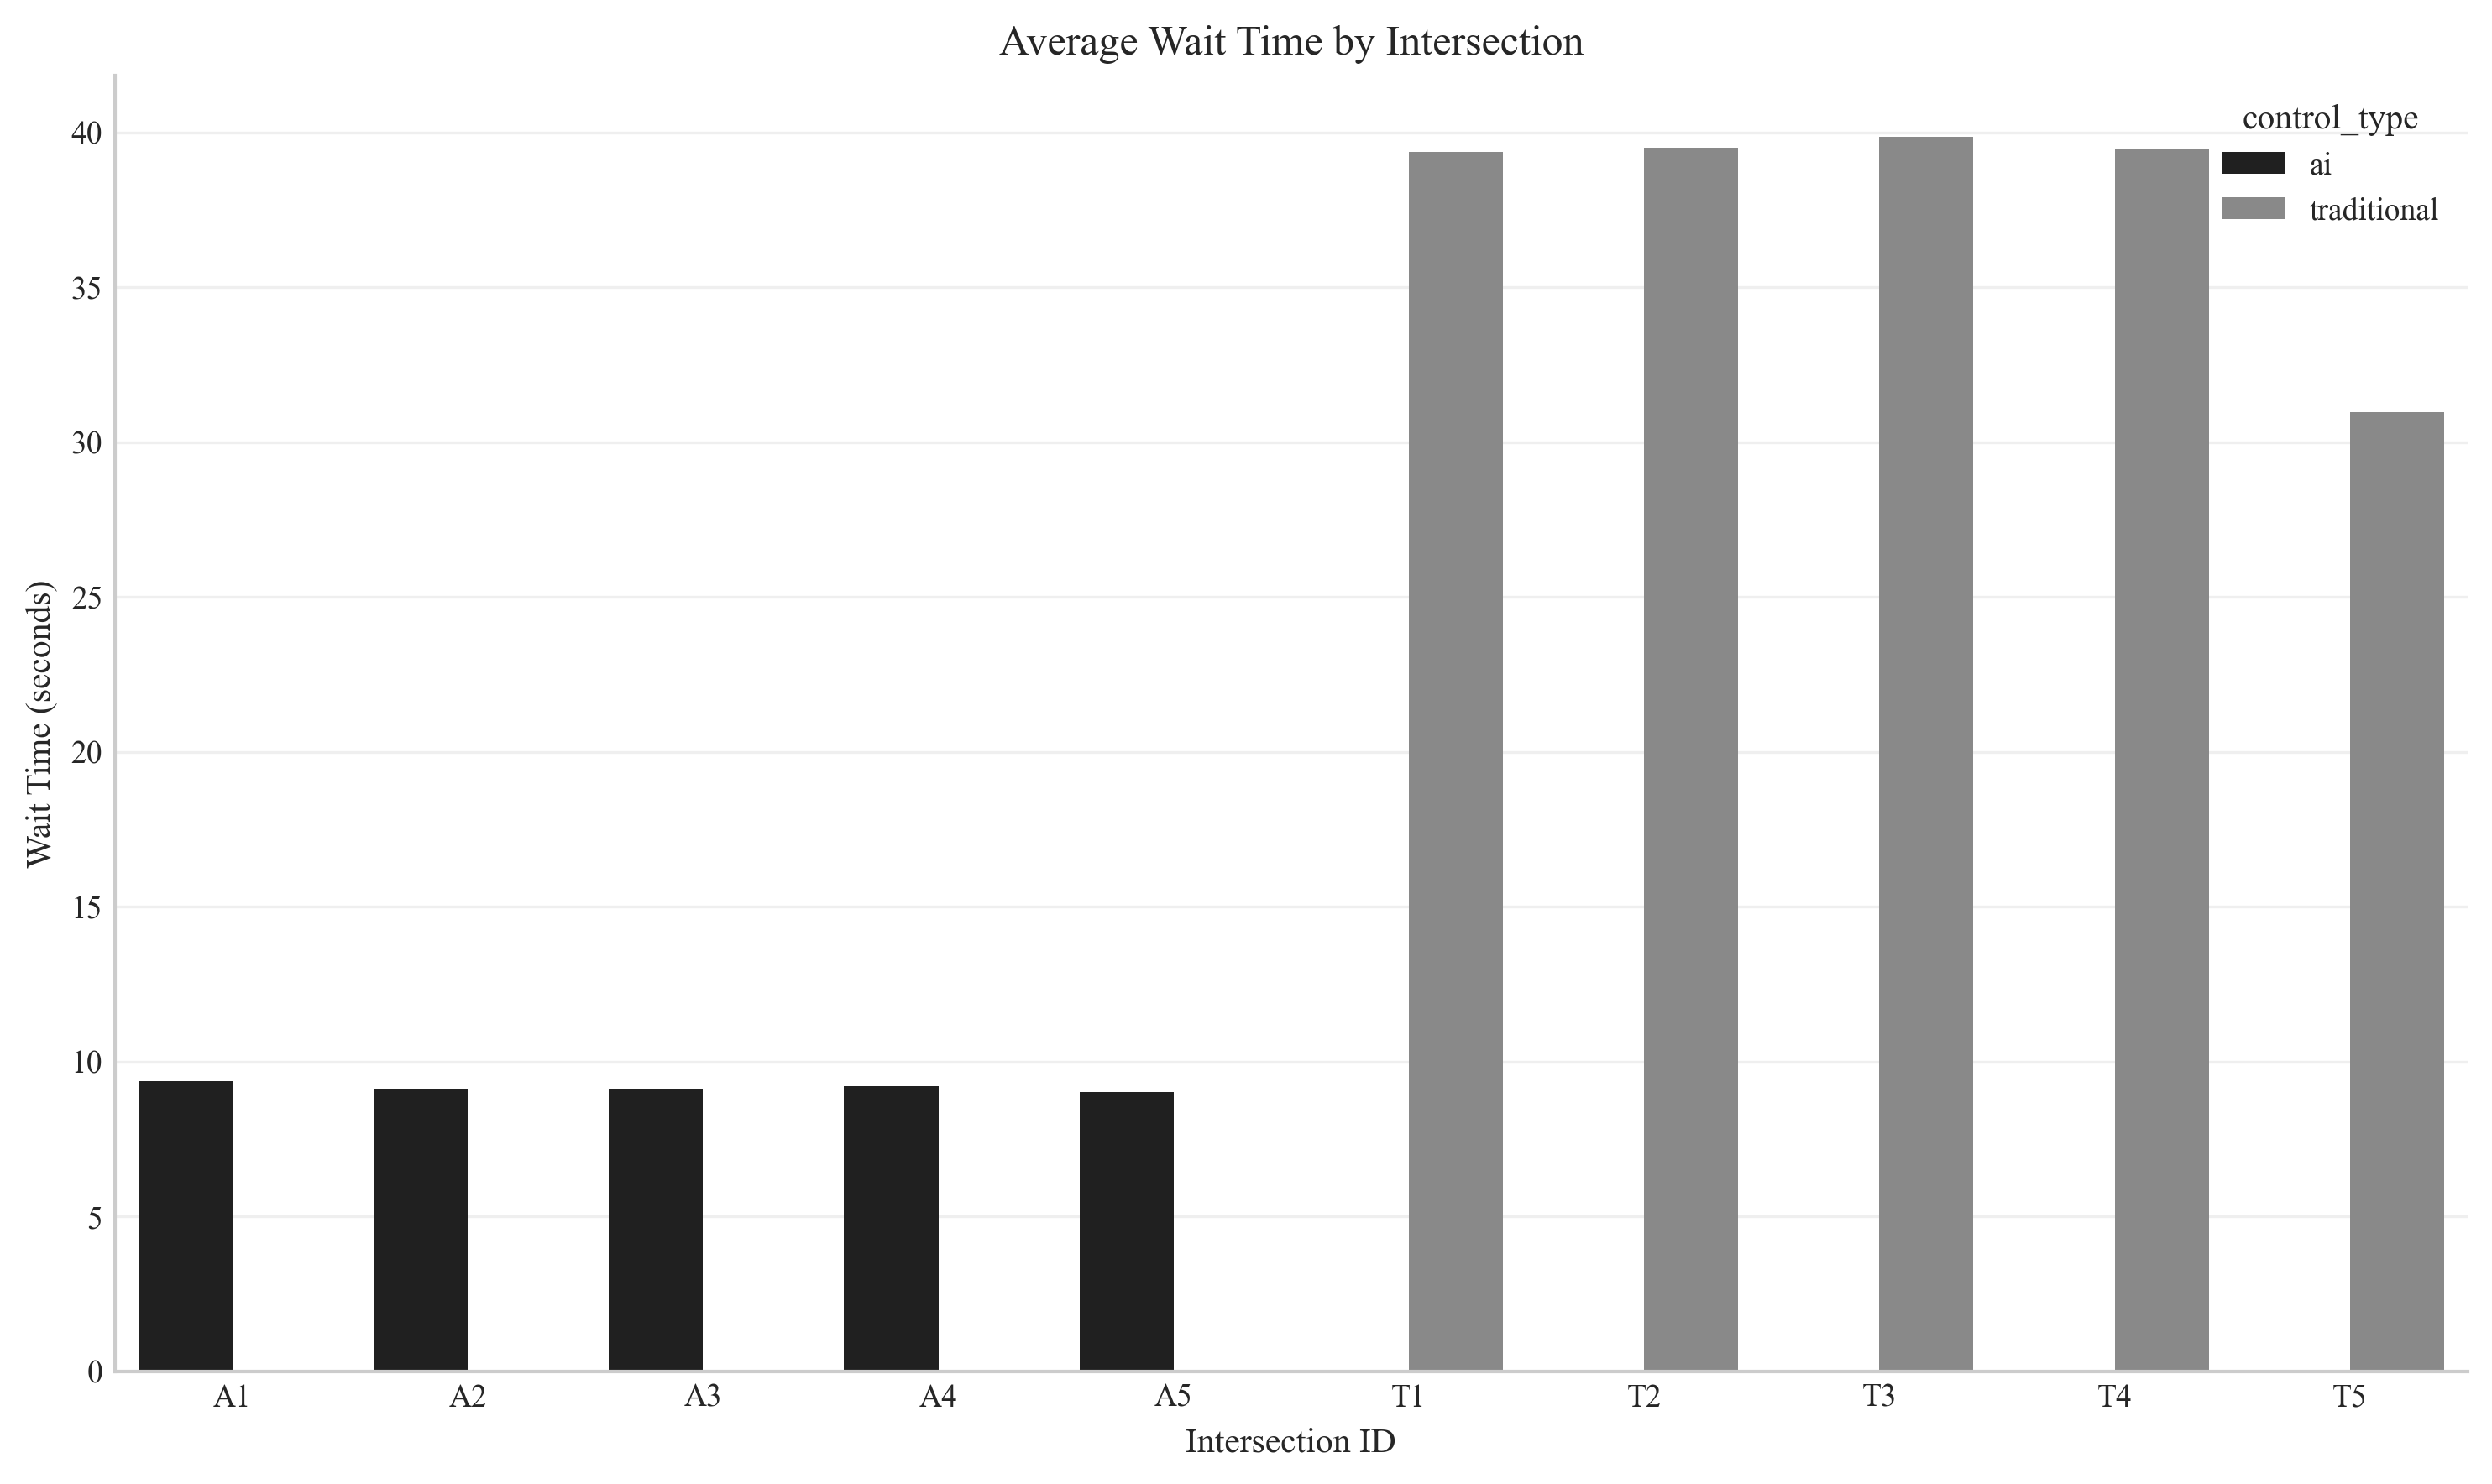 Average Wait Time by Intersection
control_type
ai
traditional
Wait Time (seconds)
40
35
30
25
20
15
10
5
0
A1 A2 A3 A4 A5 T1 T2 T3 T4 T5
Intersection ID